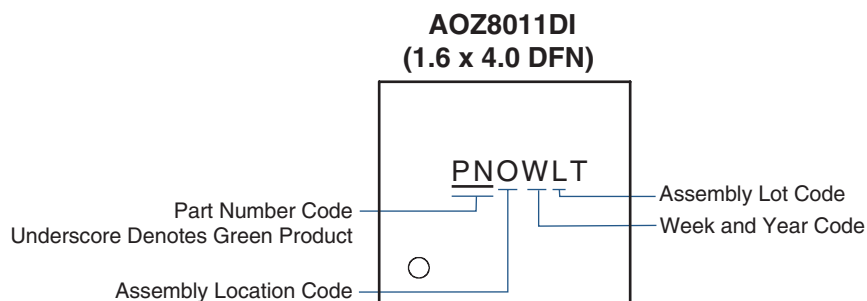 AOZ8011DI
(1.6 x 4.0 DFN)
PNOWLT
Part Number Code
Underscore Denotes Green Product
Assembly Location Code
Assembly Lot Code
Week and Year Code